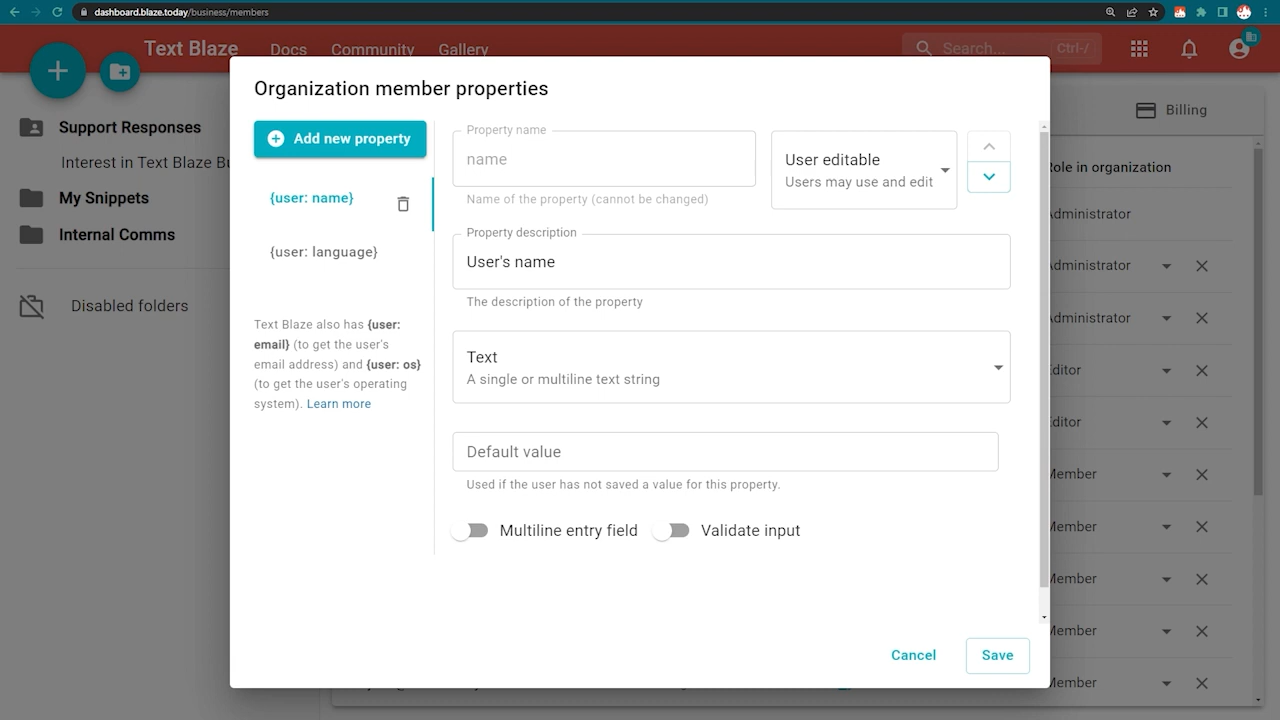 dashboard.blaze.today/business/members
Text Blaze
Docs
Community
Gallery
Search...
Ctrl-/
Support Responses
Interest in Text Blaze Bu
My Snippets
Internal Comms
Disabled folders
Billing
Role in organization
Administrator
Administrator
Administrator
Editor
Editor
Member
Member
Member
Member
Member
Organization member properties
Add new property
{user: name}
{user: language}
Text Blaze also has {user:
email} (to get the user's
email address) and {user: os}
(to get the user's operating
system). Learn more
Property name
name
Name of the property (cannot be changed)
User editable
Users may use and edit
Property description
User's name
The description of the property
Text
A single or multiline text string
Default value
Used if the user has not saved a value for this property.
Multiline entry field
Validate input
Cancel
Save